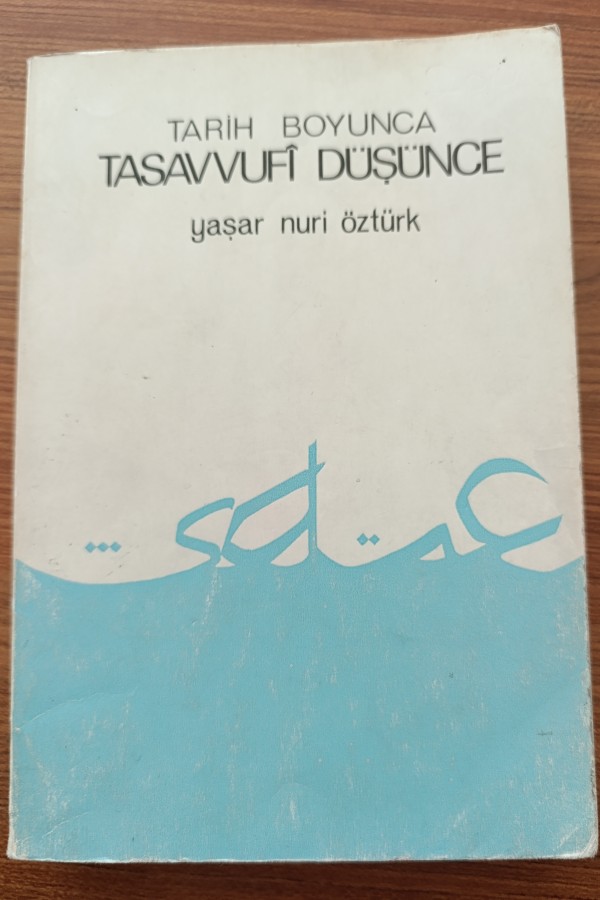 TARİH BOYUNCA
TASAVVUFÎ DÜŞÜNCE
yaşar nuri öztürk